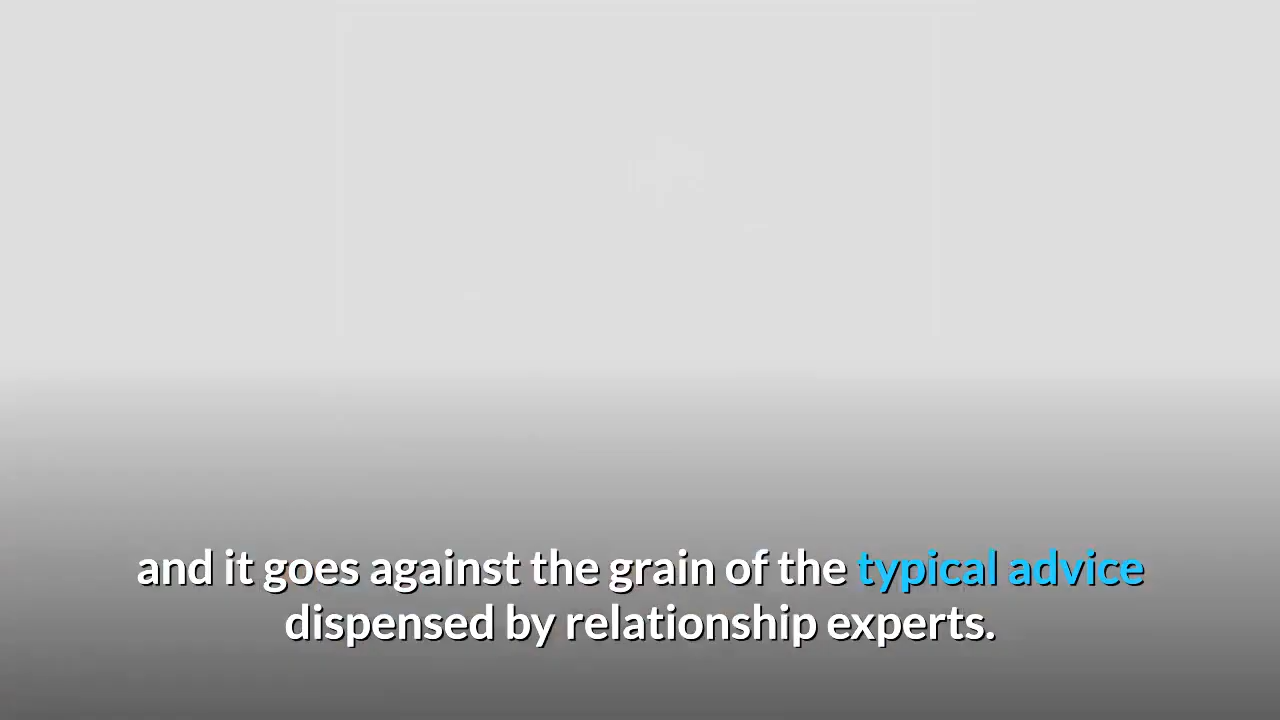 and it goes against the grain of the typical advice
dispensed by relationship experts.